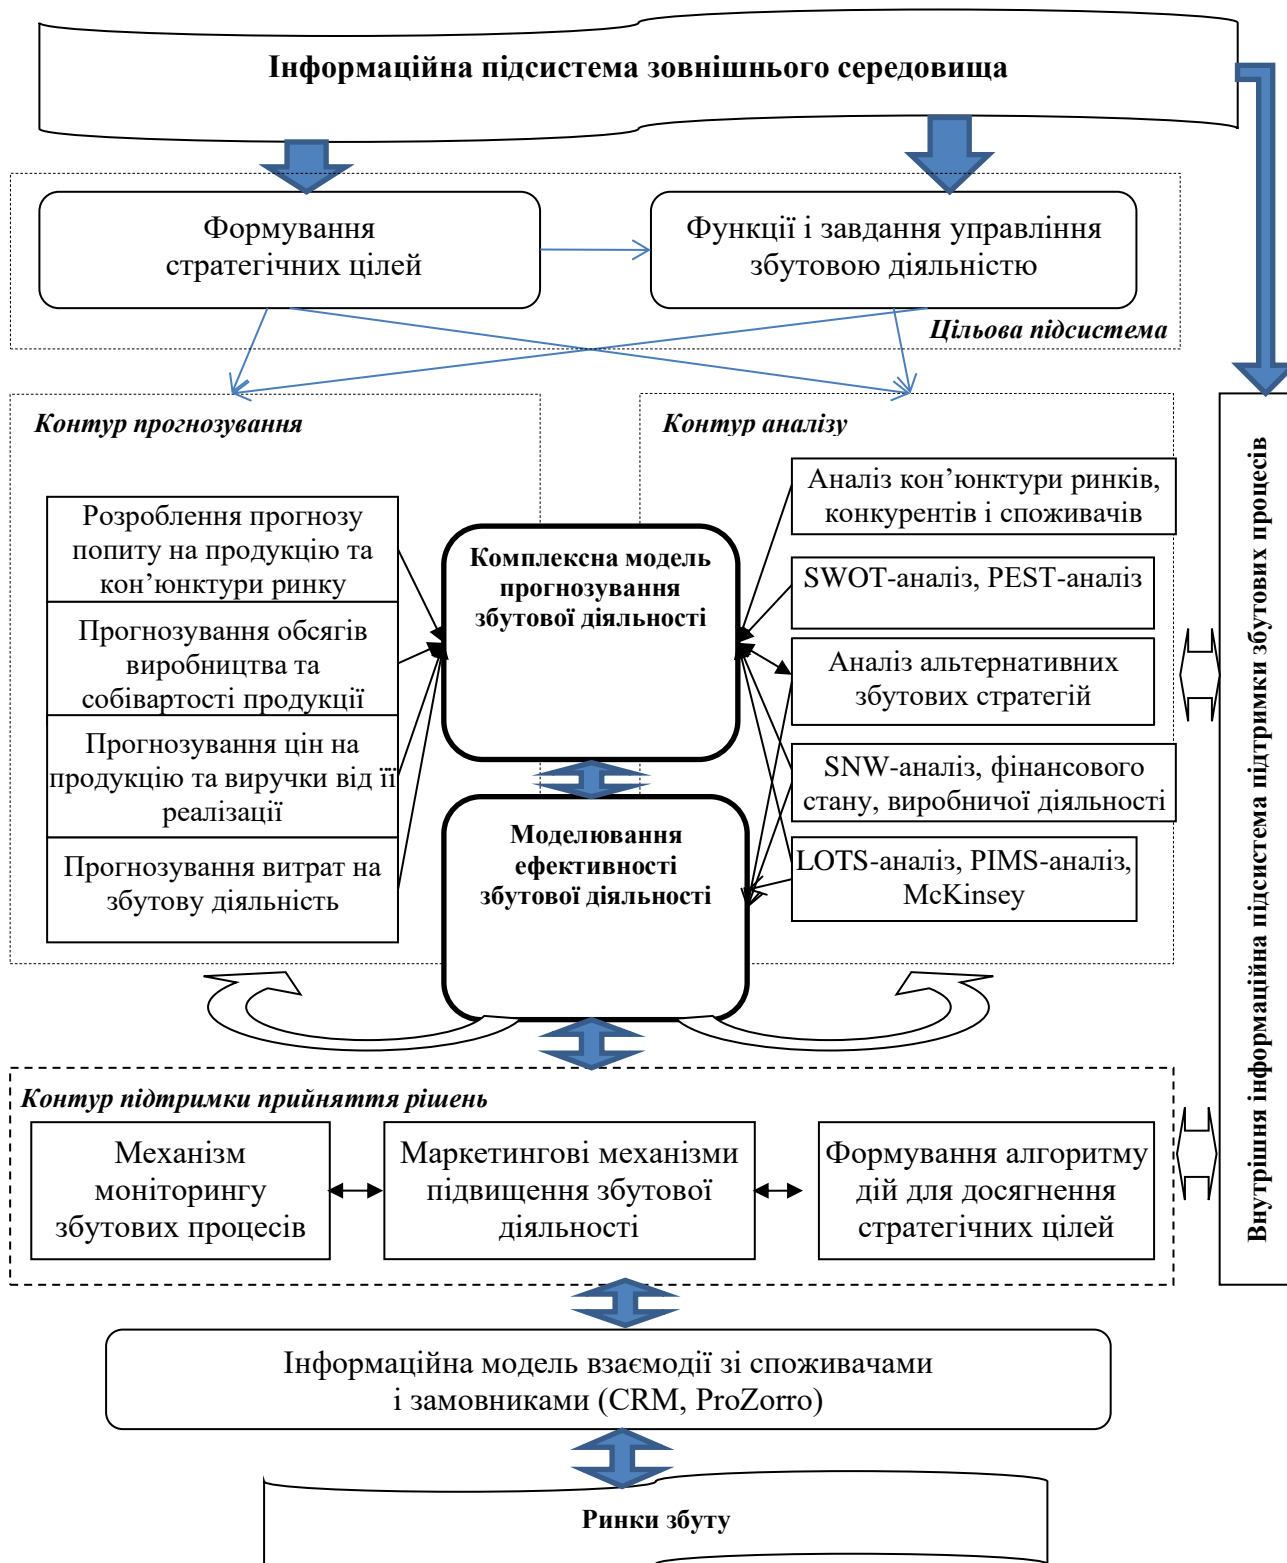 Інформаційна підсистема зовнішнього середовища
Формування
стратегічних цілей
Функції і завдання управління
збутовою діяльністю
Цільова підсистема
Контур прогнозування
Контур аналізу
Розроблення прогнозу
попиту на продукцію та
кон’юнктури ринку
Прогнозування обсягів
виробництва та
собівартості продукції
Прогнозування цін на
продукцію та виручки від її
реалізації
Прогнозування витрат на
збутову діяльність
Комплексна модель
прогнозування
збутової діяльності
Моделювання
ефективності
збутової діяльності
Аналіз кон’юнктури ринків,
конкурентів і споживачів
SWOT-аналіз, PEST-аналіз
Аналіз альтернативних
збутових стратегій
SNW-аналіз, фінансового
стану, виробничої діяльності
LOTS-аналіз, PIMS-аналіз,
McKinsey
Внутрішня інформаційна підсистема підтримки збутових процесів
Контур підтримки прийняття рішень
Механізм
моніторингу
збутових процесів
Маркетингові механізми
підвищення збутової
діяльності
Формування алгоритму
дій для досягнення
стратегічних цілей
Інформаційна модель взаємодії зі споживачами
і замовниками (CRM, ProZorro)
Ринки збуту